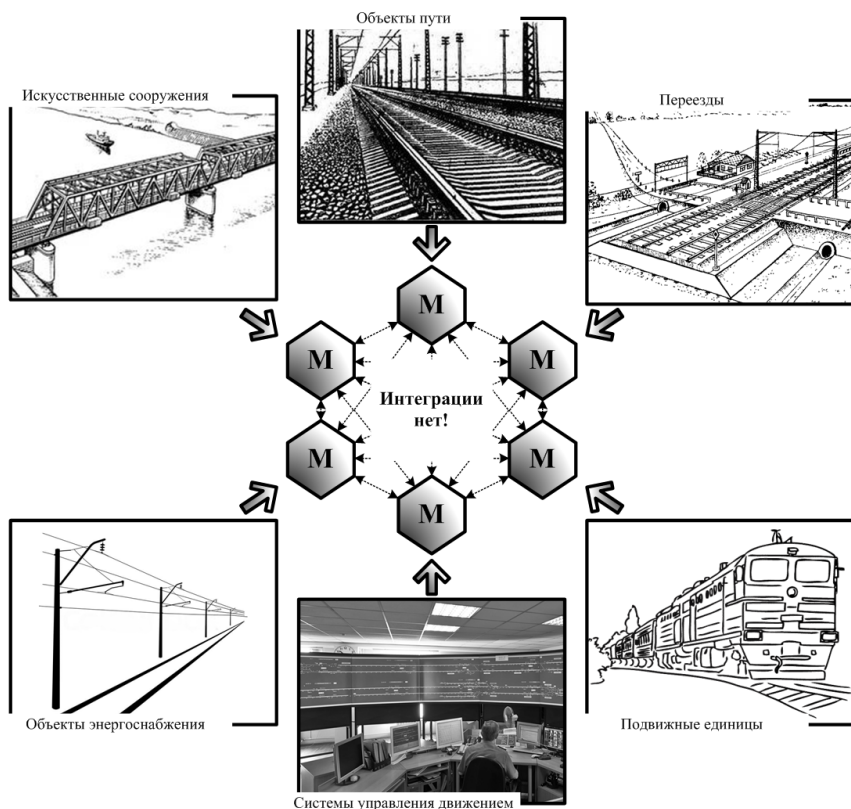 Объекты пути
Искусственные сооружения
Переезды
М
М
М
Интеграции
нет!
М
М
М
Объекты энергоснабжения
Подвижные единицы
Системы управления движением